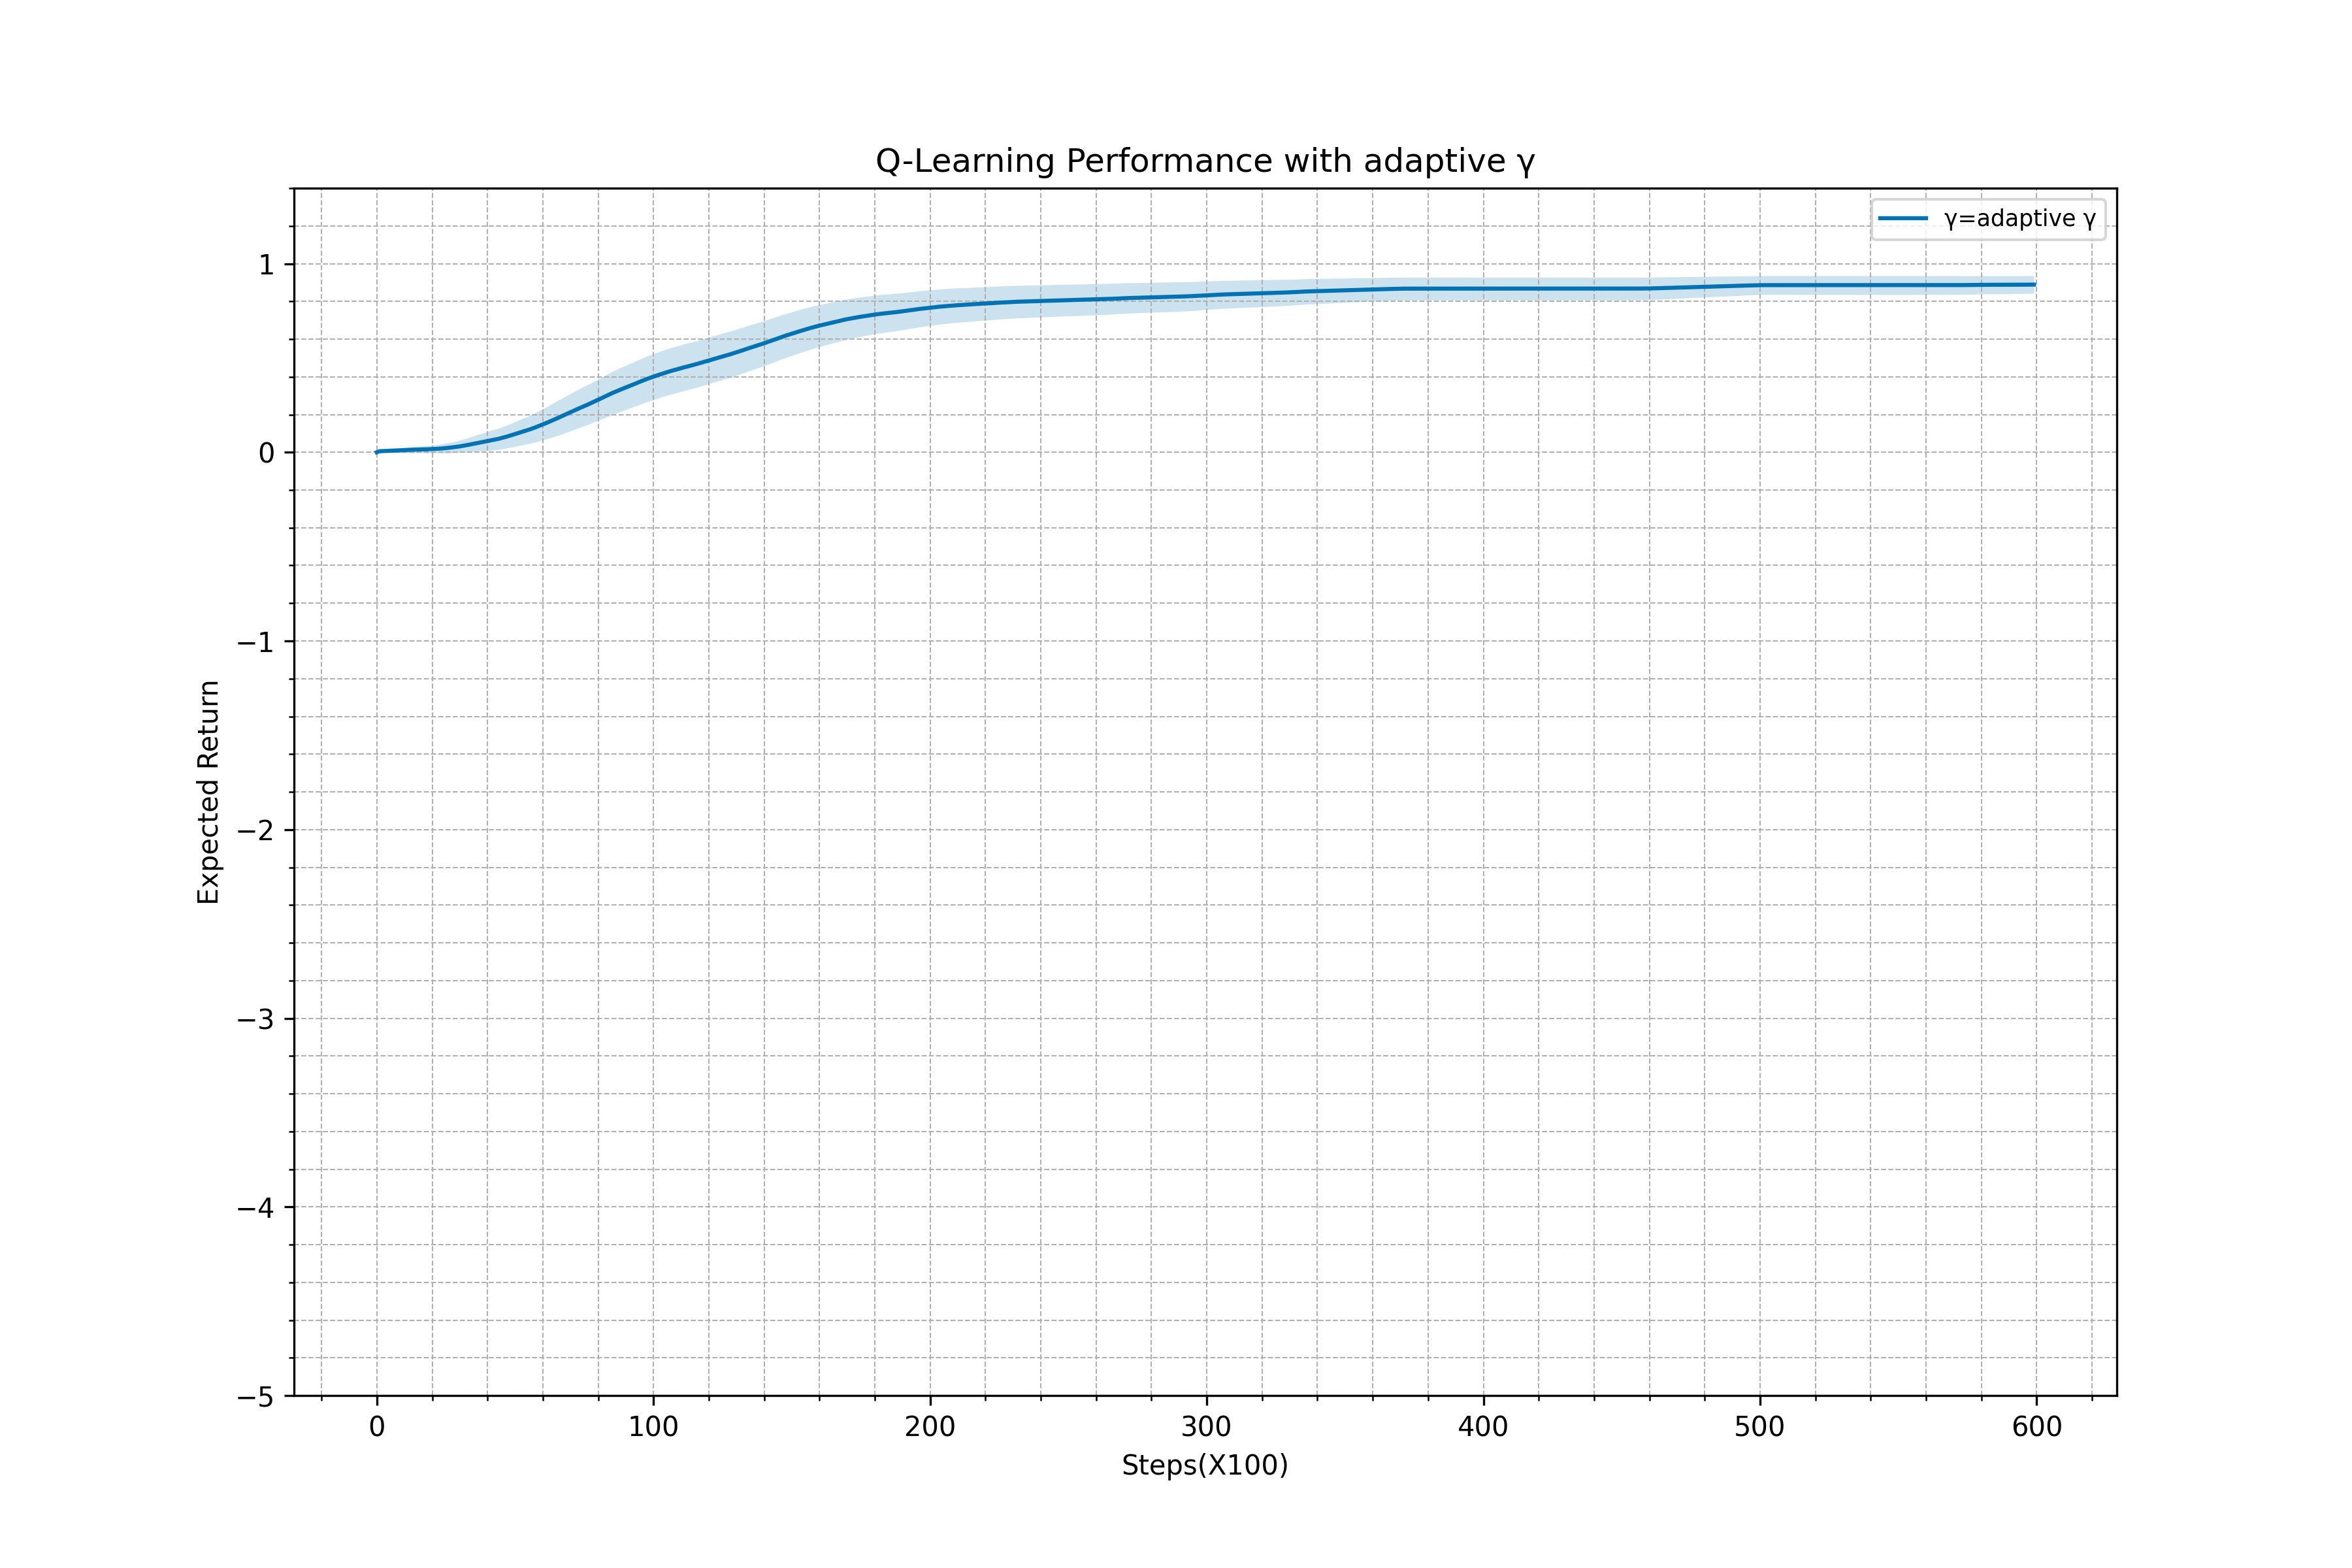 Q-Learning Performance with adaptive γ
γ=adaptive γ
1
0
−1
−2
−3
−4
−5
Expected Return
0 100 200 300 400 500 600
Steps(X100)